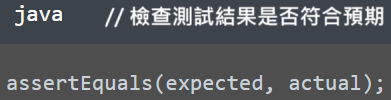 java // 檢查測試結果是否符合預期
assertEquals(expected, actual);